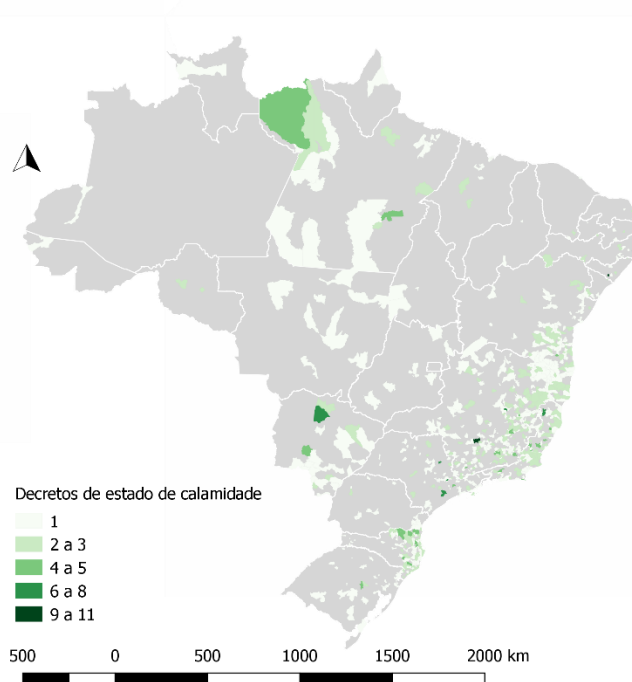 Decretos de estado de calamidade
1
2 a 3
4 a 5
6 a 8
9 a 11
500 0 500 1000 1500 2000 km